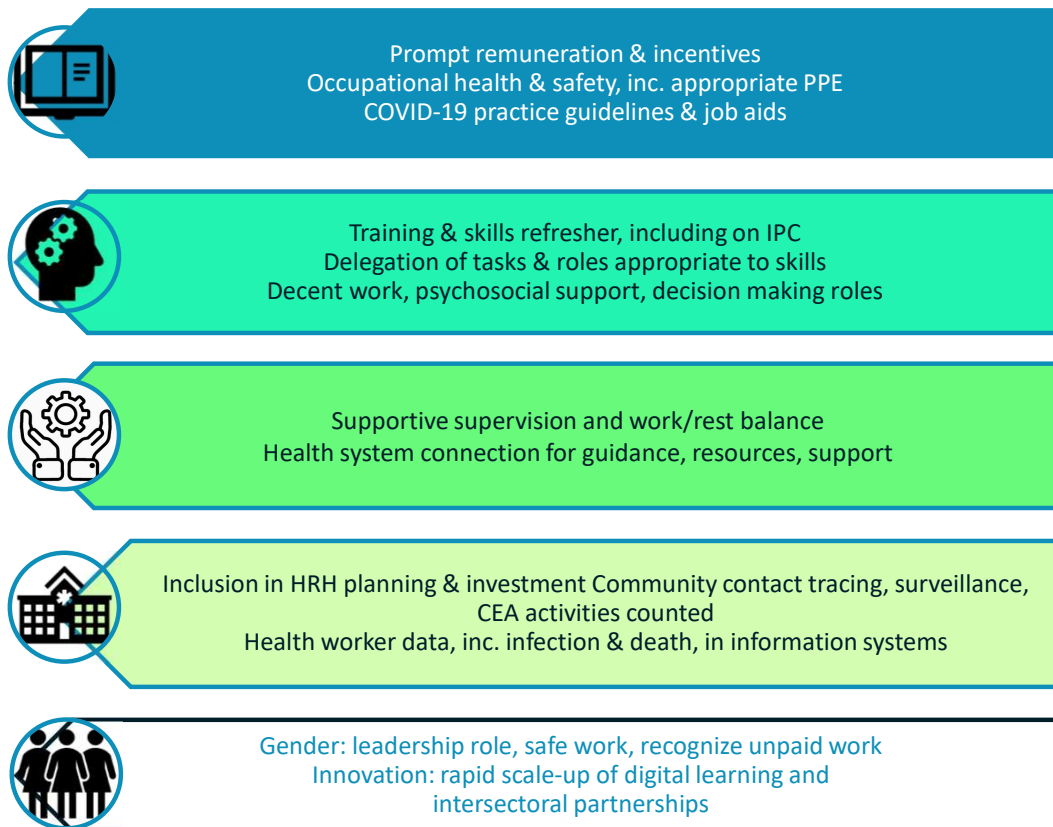 Prompt remuneration & incentives
Occupational health & safety, inc. appropriate PPE
COVID-19 practice guidelines & job aids
Training & skills refresher, including on IPC
Delegation of tasks & roles appropriate to skills
Decent work, psychosocial support, decision making roles
Supportive supervision and work/rest balance
Health system connection for guidance, resources, support
Inclusion in HRH planning & investment Community contact tracing, surveillance,
CEA activities counted
Health worker data, inc. infection & death, in information systems
Gender: leadership role, safe work, recognize unpaid work
Innovation: rapid scale-up of digital learning and
intersectoral partnerships